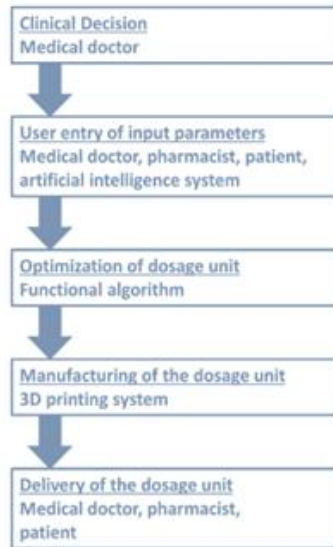 Clinical Decision
Medical doctor
User entry of input parameters
Medical doctor, pharmacist, patient,
artificial intelligence system
Optimization of dosage unit
Functional algorithm
Manufacturing of the dosage unit
3D printing system
Delivery of the dosage unit
Medical doctor, pharmacist,
patient